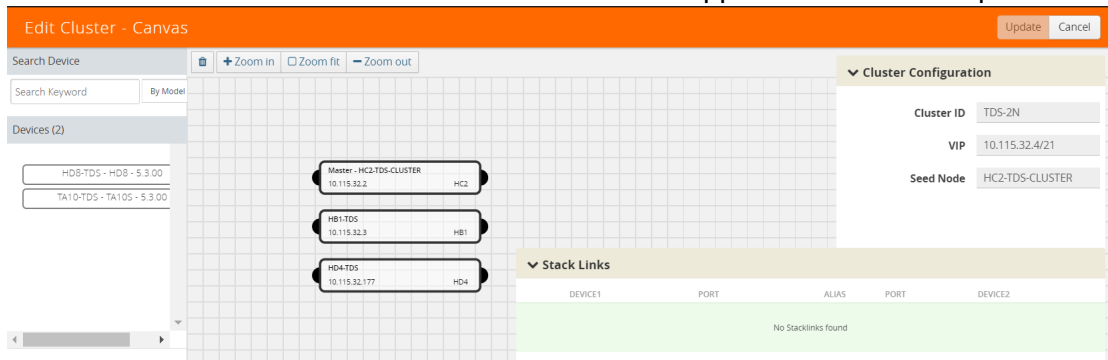 Edit Cluster - Canvas
Update Cancel
Search Device
Zoom in Zoom fit Zoom out
Search Keyword By Model
Devices (2)
HD8-TDS - HD8 - 5.3.00
TA10-TDS - TA10S - 5.3.00
Master - HC2-TDS-CLUSTER
10.115.32.2 HC2
HB1-TDS
10.115.32.3 HB1
HD4-TDS
10.115.32.177 HD4
Cluster Configuration
Cluster ID TDS-2N
VIP 10.115.32.4/21
Seed Node HC2-TDS-CLUSTER
Stack Links
DEVICE1 PORT ALIAS PORT DEVICE2
No Stacklinks found